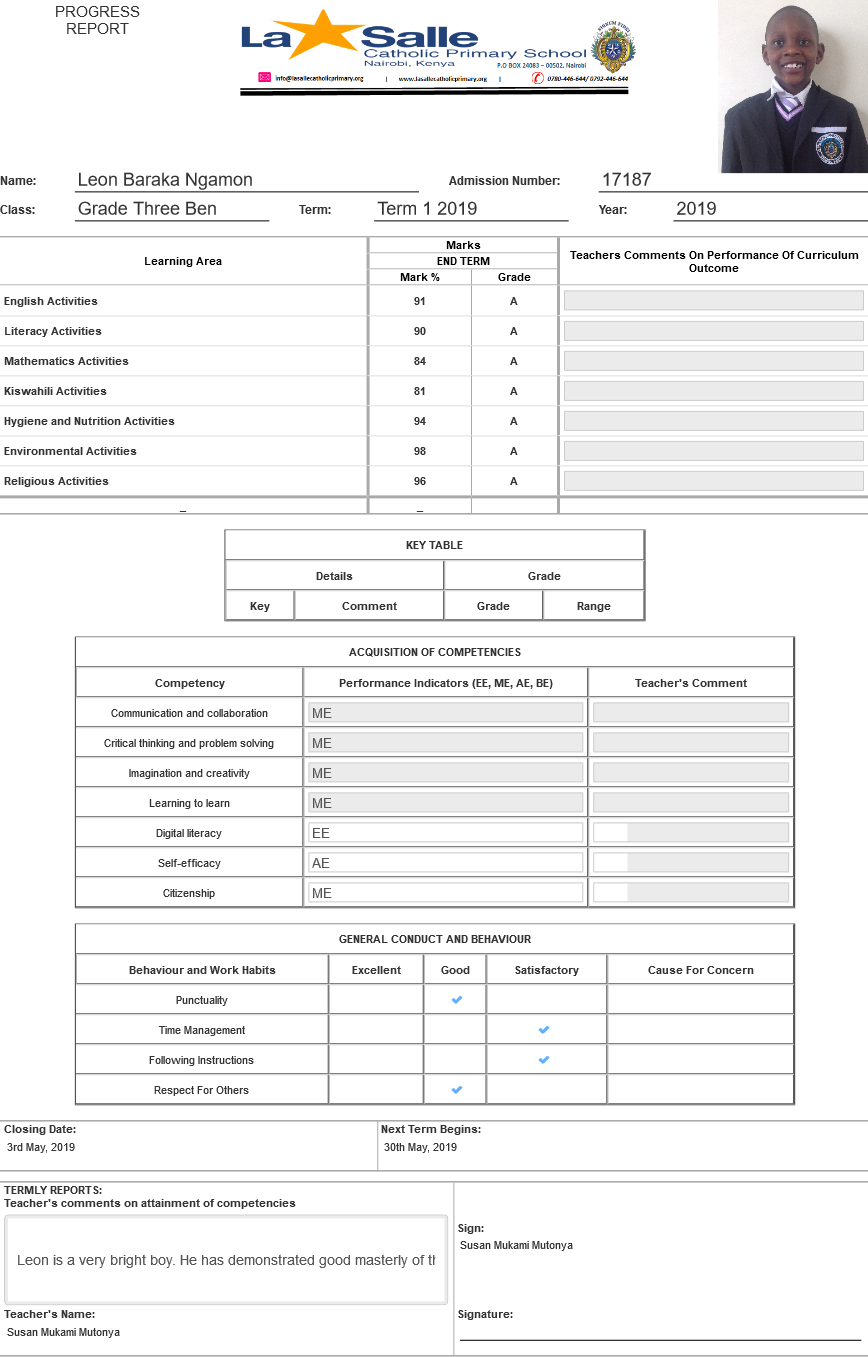 PROGRESS
REPORT
La Salle
Catholic Primary School
Nairobi, Kenya
P.O BOX 24083 – 00502, Nairobi
info@lasallecatholicprimary.org | www.lasallecatholicprimary.org | 0780-446-644/ 0792-446-644
Name: Leon Baraka Ngamon Admission Number: 17187
Class: Grade Three Ben Term: Term 1 2019 Year: 2019
Learning Area Marks Teachers Comments On Performance Of Curriculum Outcome
END TERM
Mark % Grade
English Activities 91 A
Literacy Activities 90 A
Mathematics Activities 84 A
Kiswahili Activities 81 A
Hygiene and Nutrition Activities 94 A
Environmental Activities 98 A
Religious Activities 96 A
_ _
KEY TABLE
Details Grade
Key Comment Grade Range
ACQUISITION OF COMPETENCIES
Competency Performance Indicators (EE, ME, AE, BE) Teacher's Comment
Communication and collaboration ME
Critical thinking and problem solving ME
Imagination and creativity ME
Learning to learn ME
Digital literacy EE
Self-efficacy AE
Citizenship ME
GENERAL CONDUCT AND BEHAVIOUR
Behaviour and Work Habits Excellent Good Satisfactory Cause For Concern
Punctuality ✓
Time Management ✓
Following Instructions ✓
Respect For Others ✓
Closing Date: Next Term Begins:
3rd May, 2019 30th May, 2019
TERMLY REPORTS:
Teacher's comments on attainment of competencies
Leon is a very bright boy. He has demonstrated good masterly of
Sign:
Susan Mukami Mutonya
Teacher's Name: Signature:
Susan Mukami Mutonya